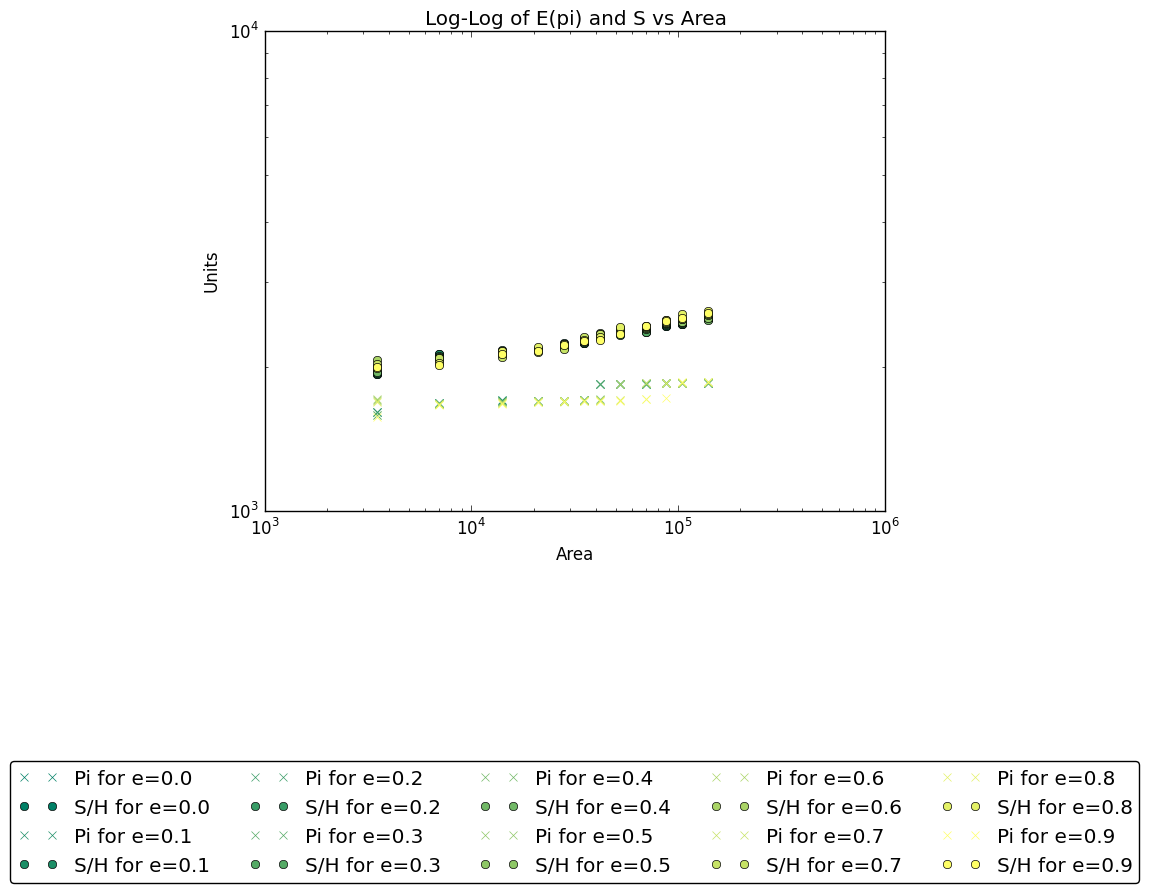 Log-Log of E(pi) and S vs Area
10^4
Units
10^3
10^3 10^4 10^5 10^6
Area
Pi for e=0.0 Pi for e=0.2 Pi for e=0.4 Pi for e=0.6 Pi for e=0.8
S/H for e=0.0 S/H for e=0.2 S/H for e=0.4 S/H for e=0.6 S/H for e=0.8
Pi for e=0.1 Pi for e=0.3 Pi for e=0.5 Pi for e=0.7 Pi for e=0.9
S/H for e=0.1 S/H for e=0.3 S/H for e=0.5 S/H for e=0.7 S/H for e=0.9